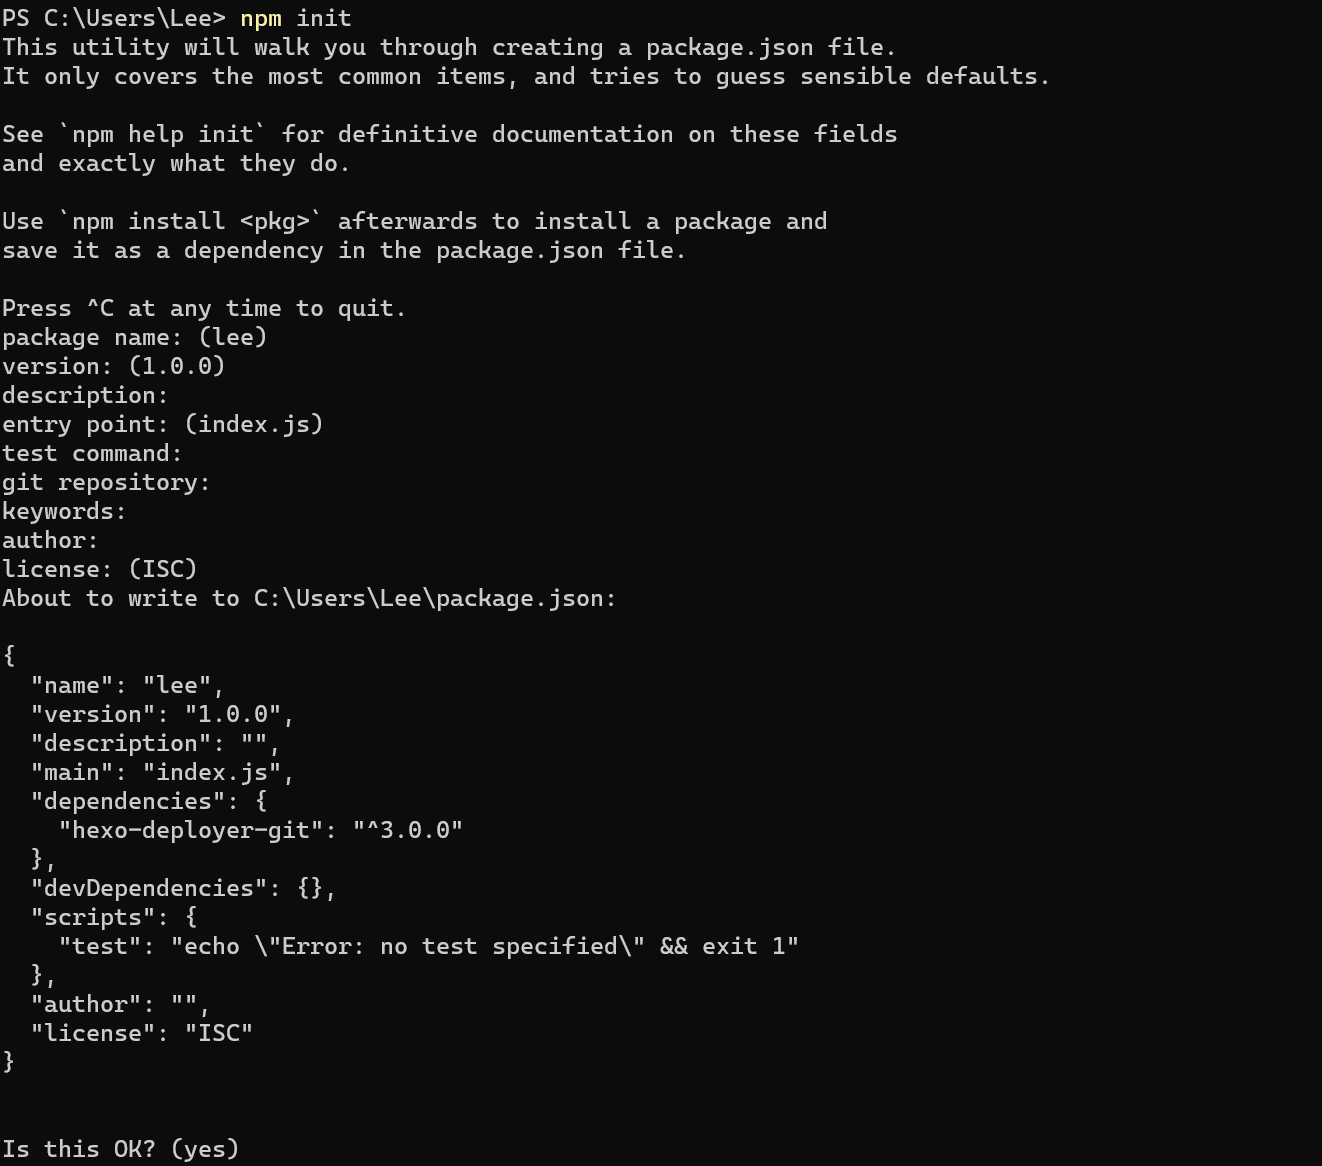 PS C:\Users\Lee> npm init
This utility will walk you through creating a package.json file.
It only covers the most common items, and tries to guess sensible defaults.

See `npm help init` for definitive documentation on these fields
and exactly what they do.

Use `npm install <pkg>` afterwards to install a package and
save it as a dependency in the package.json file.

Press ^C at any time to quit.
package name: (lee)
version: (1.0.0)
description:
entry point: (index.js)
test command:
git repository:
keywords:
author:
license: (ISC)
About to write to C:\Users\Lee\package.json:

{
  "name": "lee",
  "version": "1.0.0",
  "description": "",
  "main": "index.js",
  "dependencies": {
    "hexo-deployer-git": "^3.0.0"
  },
  "devDependencies": {},
  "scripts": {
    "test": "echo \"Error: no test specified\" && exit 1"
  },
  "author": "",
  "license": "ISC"
}


Is this OK? (yes)